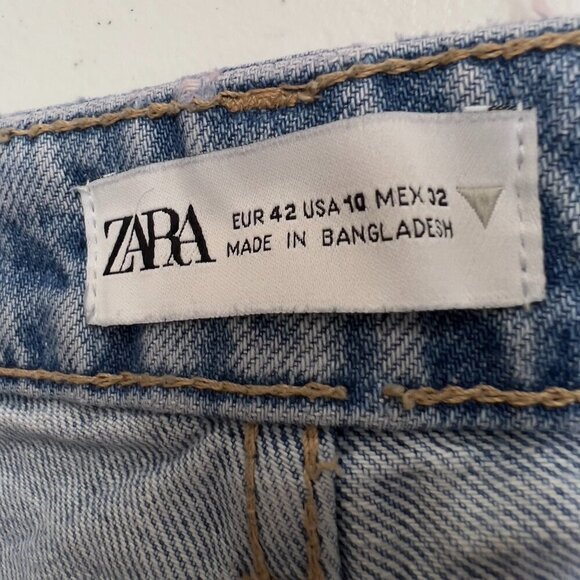 ZARA
EUR 42 USA 10 MEX 32
MADE IN BANGLADESH